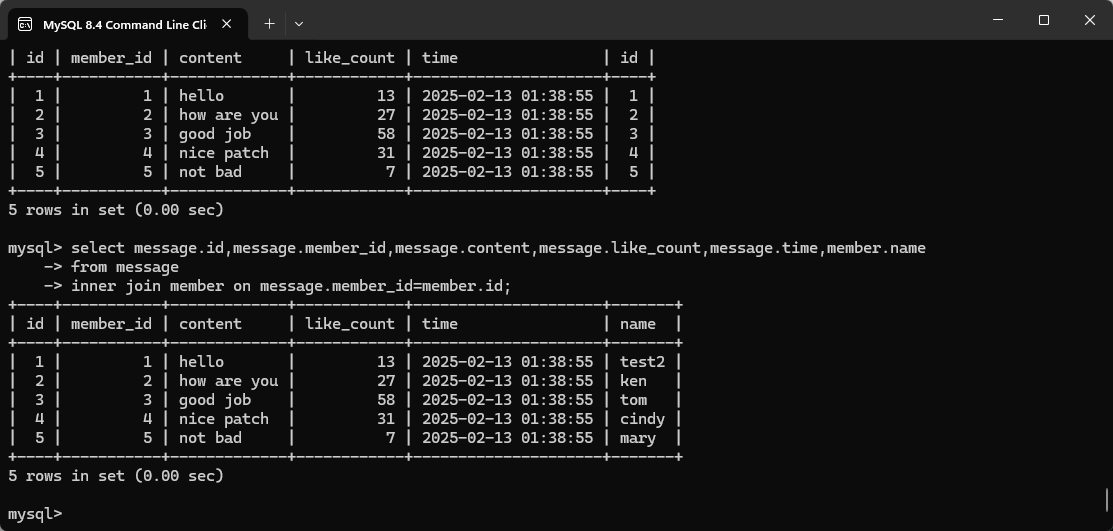 MySQL 8.4 Command Line Cli
| id | member_id | content     | like_count | time                | id |
+----+-----------+-------------+------------+---------------------+----+
|  1 |         1 | hello       |         13 | 2025-02-13 01:38:55 |  1 |
|  2 |         2 | how are you |         27 | 2025-02-13 01:38:55 |  2 |
|  3 |         3 | good job    |         58 | 2025-02-13 01:38:55 |  3 |
|  4 |         4 | nice patch  |         31 | 2025-02-13 01:38:55 |  4 |
|  5 |         5 | not bad     |          7 | 2025-02-13 01:38:55 |  5 |
+----+-----------+-------------+------------+---------------------+----+
5 rows in set (0.00 sec)
mysql> select message.id,message.member_id,message.content,message.like_count,message.time,member.name
    -> from message
    -> inner join member on message.member_id=member.id;
+----+-----------+-------------+------------+---------------------+-------+
| id | member_id | content     | like_count | time                | name  |
+----+-----------+-------------+------------+---------------------+-------+
|  1 |         1 | hello       |         13 | 2025-02-13 01:38:55 | test2 |
|  2 |         2 | how are you |         27 | 2025-02-13 01:38:55 | ken   |
|  3 |         3 | good job    |         58 | 2025-02-13 01:38:55 | tom   |
|  4 |         4 | nice patch  |         31 | 2025-02-13 01:38:55 | cindy |
|  5 |         5 | not bad     |          7 | 2025-02-13 01:38:55 | mary  |
+----+-----------+-------------+------------+---------------------+-------+
5 rows in set (0.00 sec)
mysql>